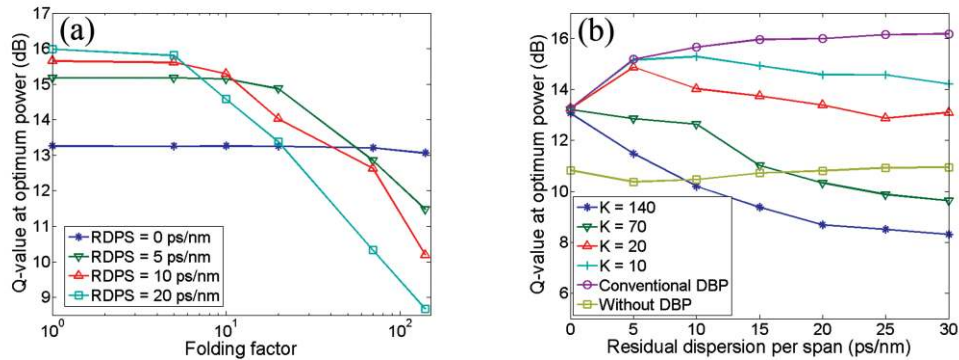 (a)
Q-value at optimum power (dB)
17
16
15
14
13
12
11
10
9
RDPS = 0 ps/nm
RDPS = 5 ps/nm
RDPS = 10 ps/nm
RDPS = 20 ps/nm
10^0
10^1
10^2
Folding factor
(b)
Q-value at optimum power (dB)
16
14
12
10
8
6
K = 140
K = 70
K = 20
K = 10
Conventional DBP
Without DBP
0
5
10
15
20
25
30
Residual dispersion per span (ps/nm)